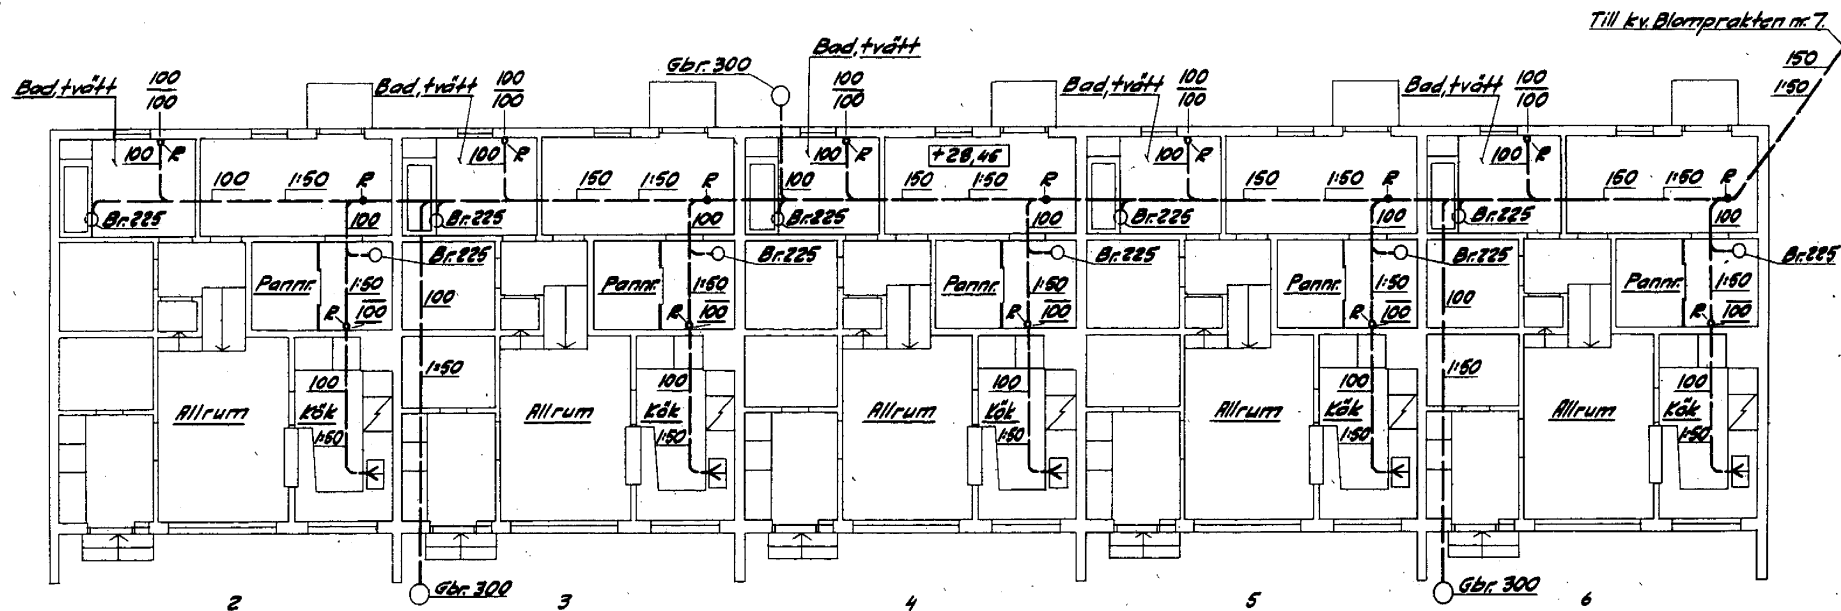 Till kv. Blomprakten nr. 7.
Bad, tvätt 100 Gbr. 300 Bad, tvätt
100
Bad, tvätt 100
100
100
100
Bad, tvätt 100
100
Bad, tvätt 100
100
150
1:50
100 R 100 R 100 R +28,46 100 R 100 R
100 1:50 R 150 1:50 R 100 150 1:50 R 150 1:50 R 150 1:50 R
Br. 225 100 Br. 225 100 Br. 225 100 Br. 225 100 Br. 225 100
Br. 225 Br. 225 Br. 225 Br. 225 Br. 225
Pannr. 1:50 Pannr. 1:50 Pannr. 1:50 Pannr. 1:50 Pannr. 1:50
R 100 100 R 100 R 100 R 100 100 R 100
1:50 1:50
100 100 100 100 100
Allrum Kök Allrum Kök Allrum Kök Allrum Kök Allrum Kök
1:50 1:50 1:50 1:50 1:50
Gbr. 300 Gbr. 300
2 3 4 5 6